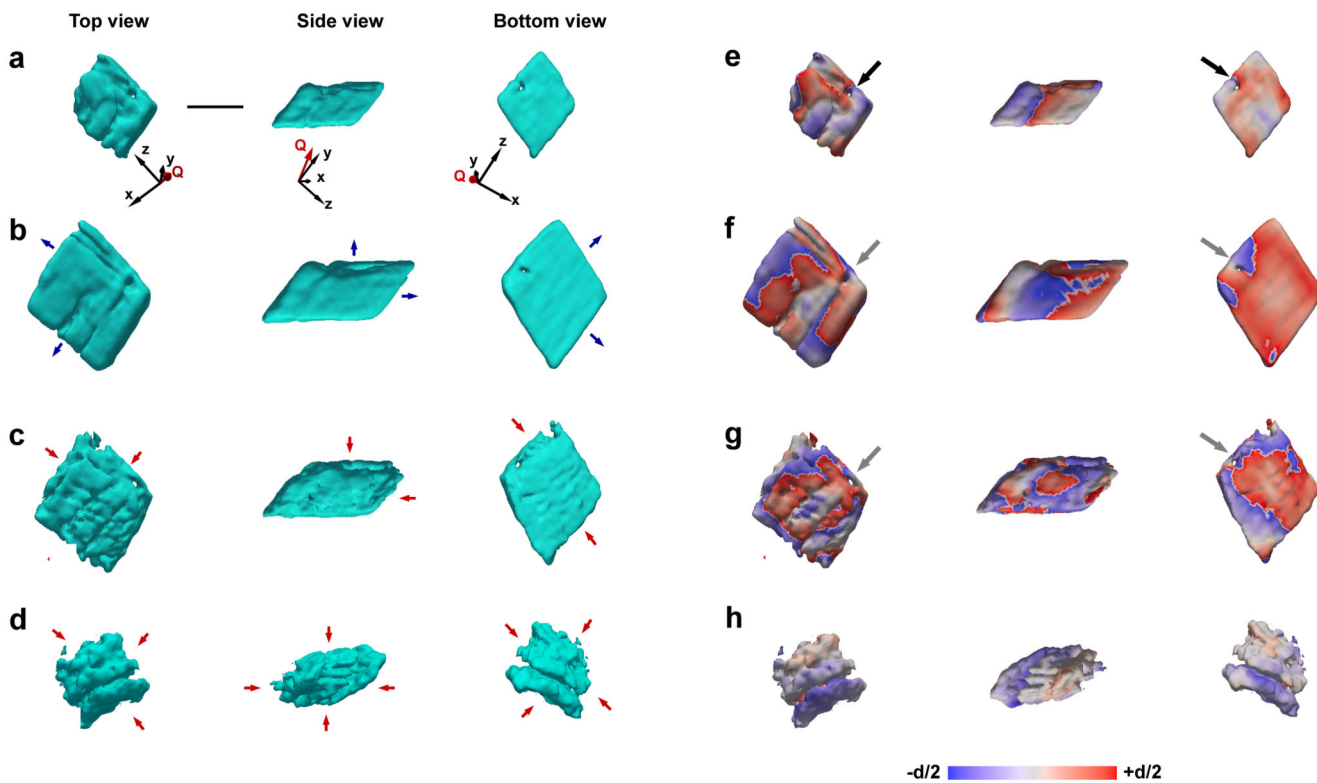 Top view Side view Bottom view
a e
z y Q x
Q y x z
z y Q x
b f
c g
d h
-d/2 +d/2